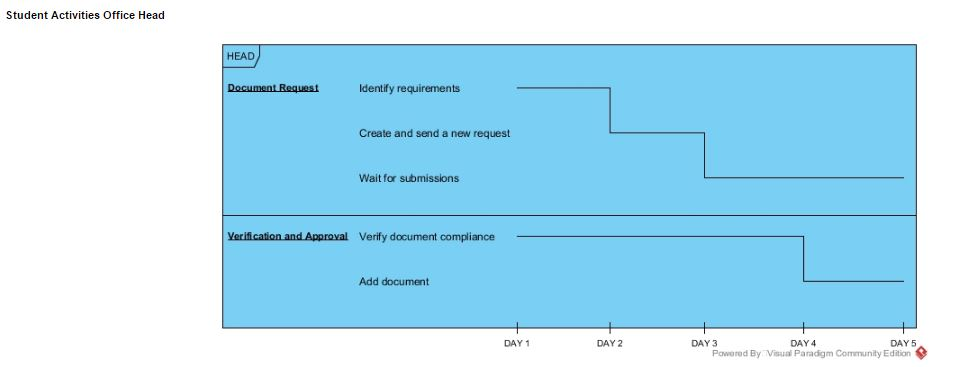 Student Activities Office Head
HEAD
Document Request
Identify requirements
Create and send a new request
Wait for submissions
Verification and Approval
Verify document compliance
Add document
DAY 1 DAY 2 DAY 3 DAY 4 DAY 5
Powered By Visual Paradigm Community Edition